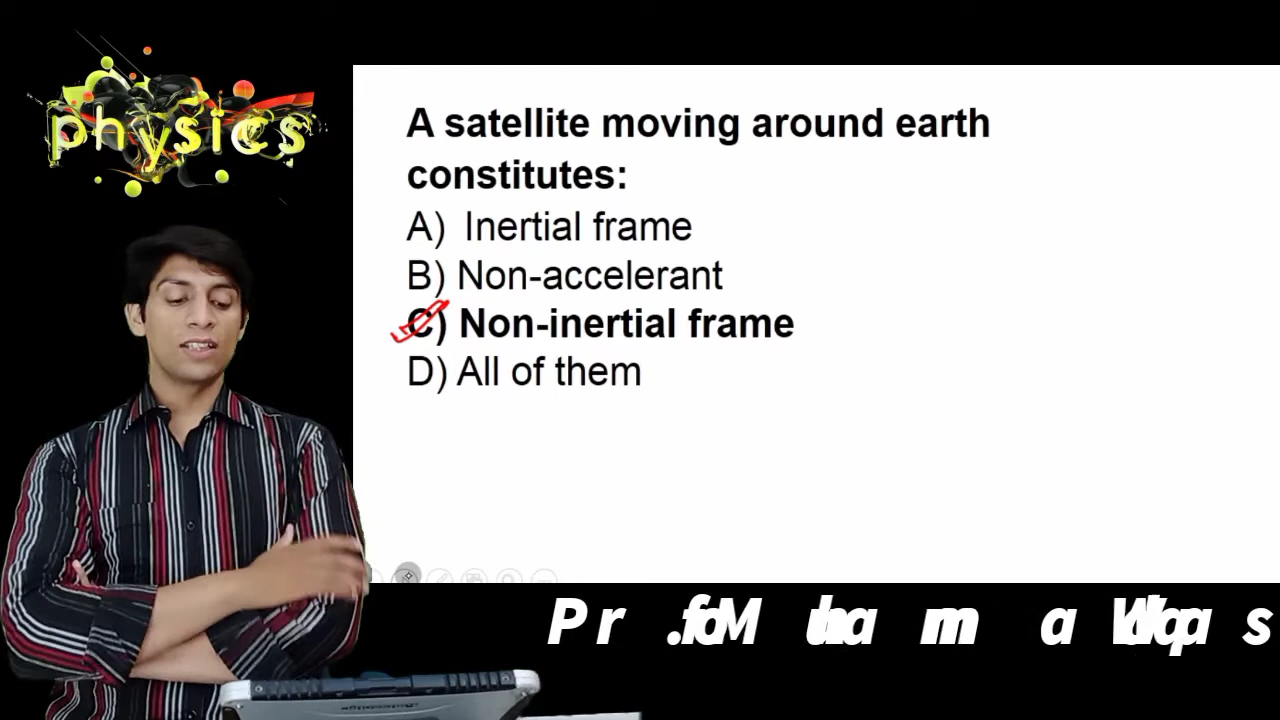 physics
A satellite moving around earth
constitutes:
A) Inertial frame
B) Non-accelerant
C) Non-inertial frame
D) All of them